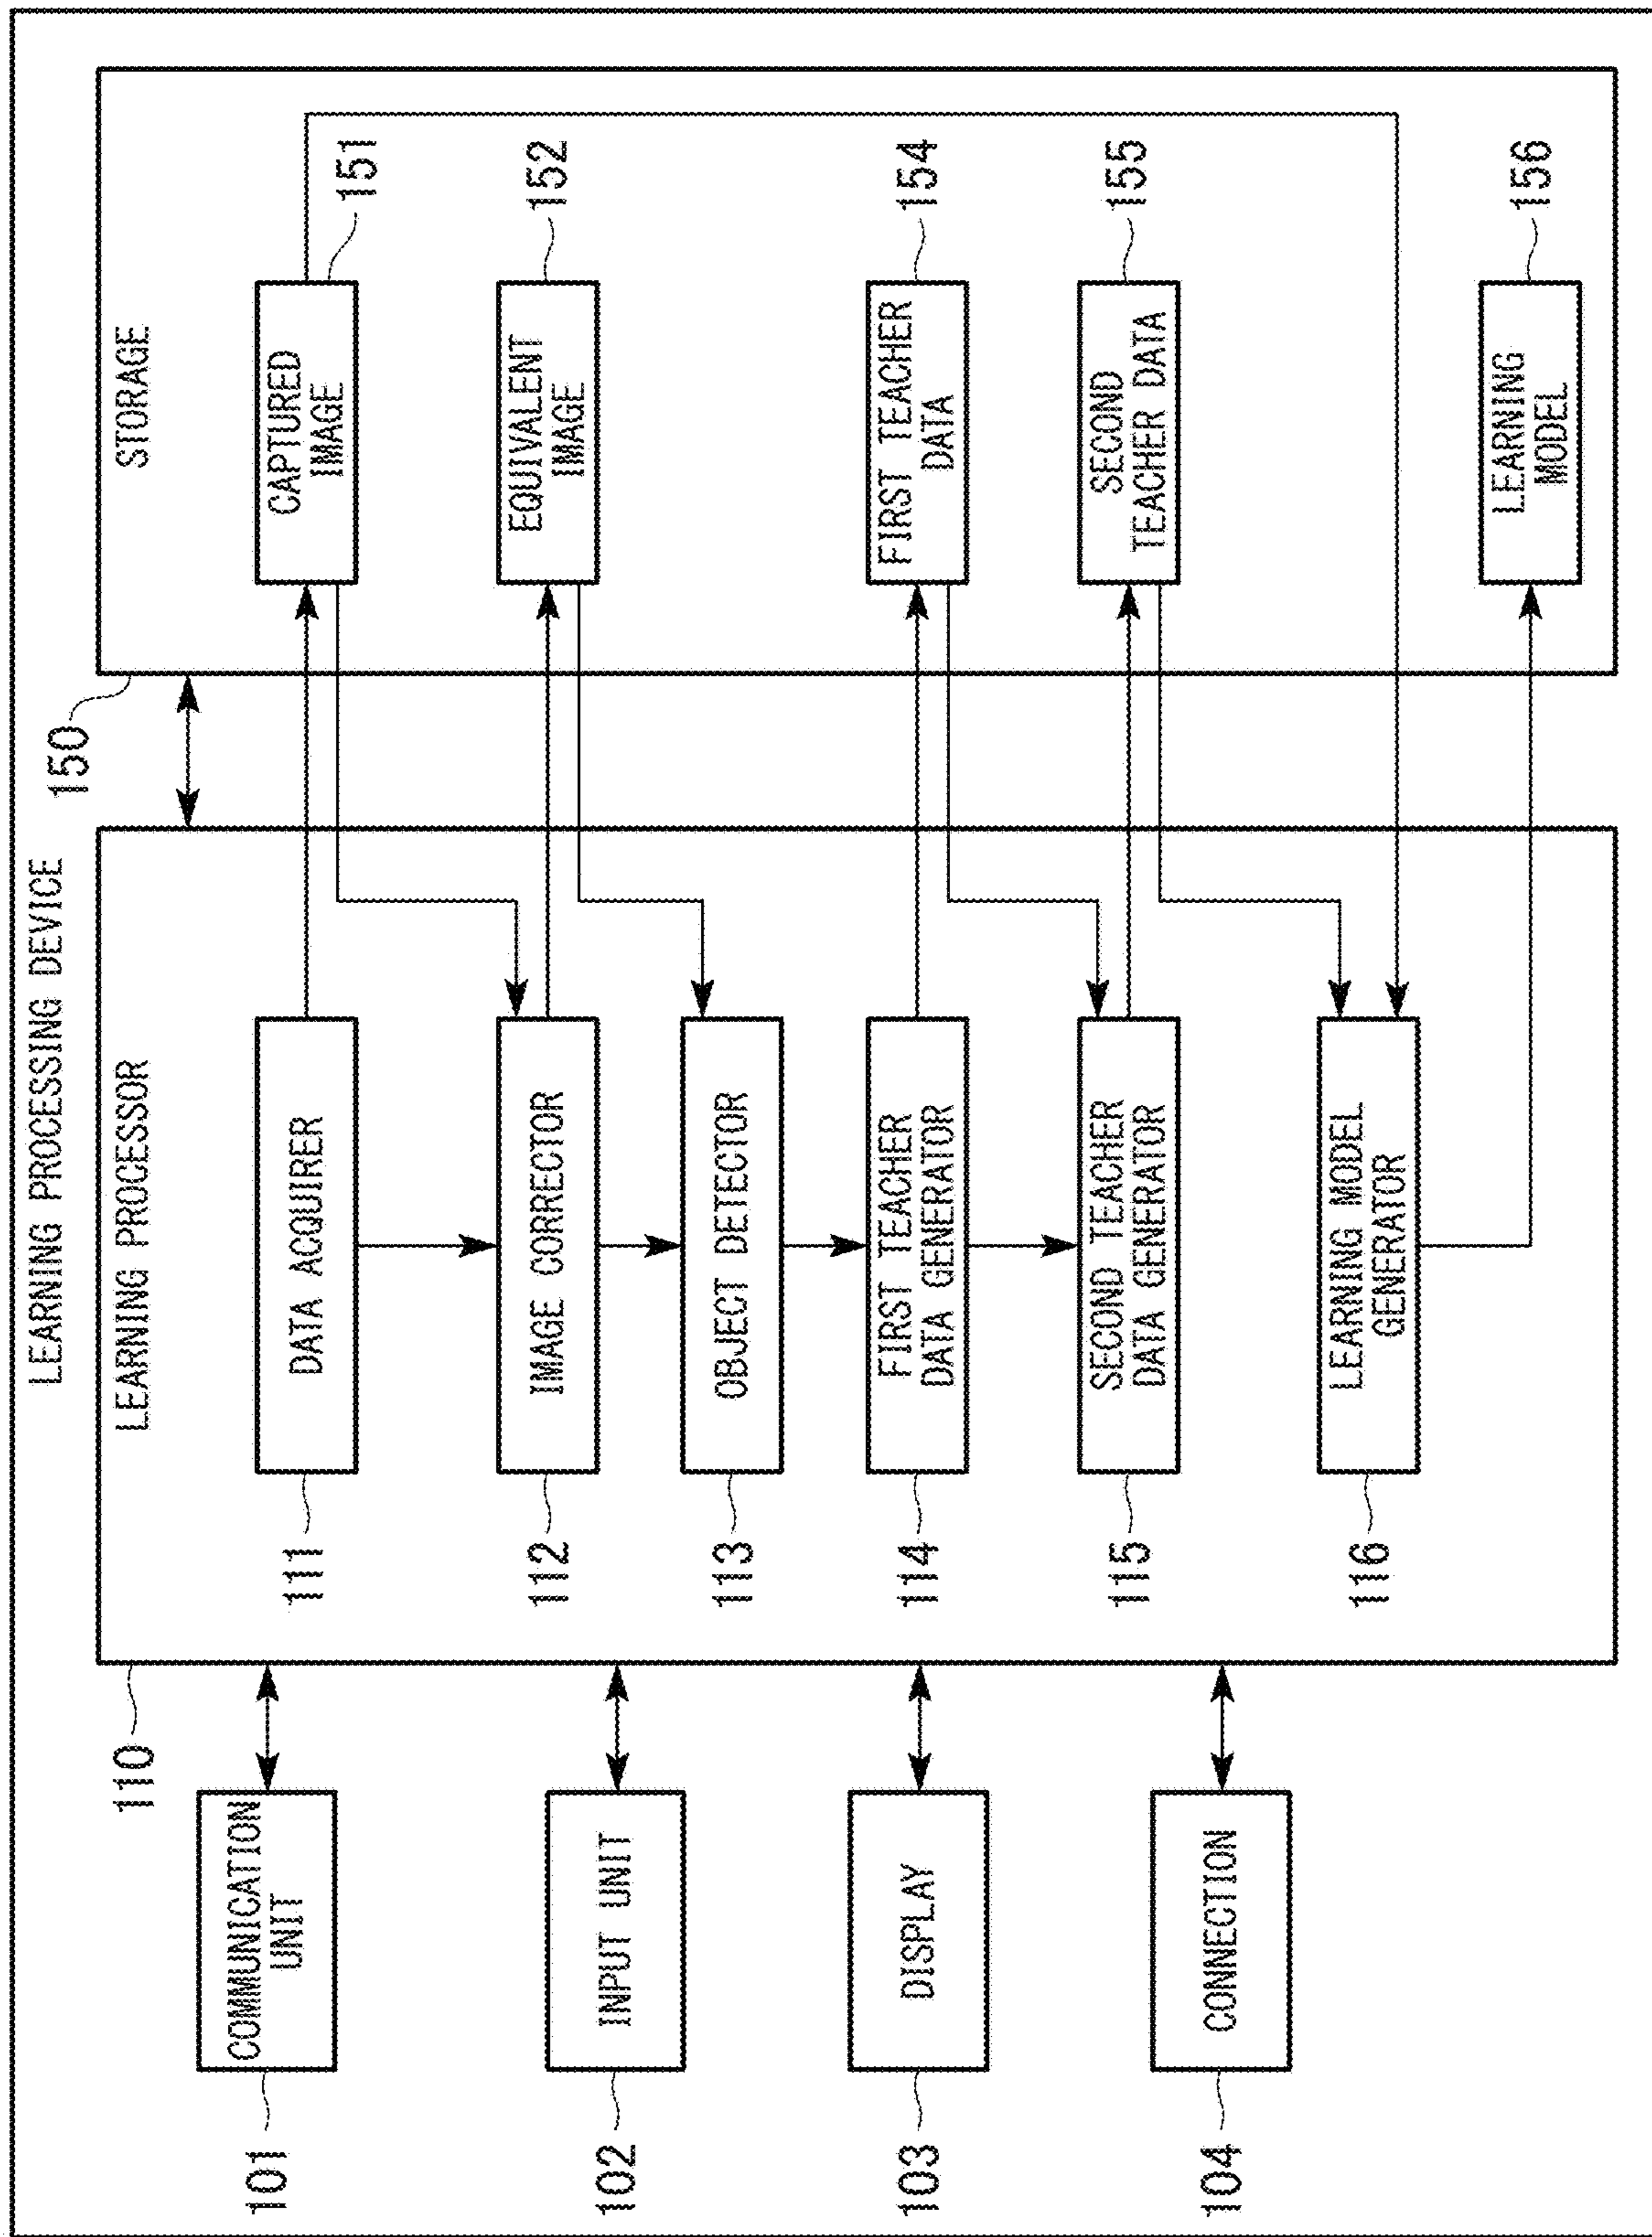 LEARNING PROCESSING DEVICE
101
COMMUNICATION
UNIT
102
INPUT UNIT
103
DISPLAY
104
CONNECTION
110
LEARNING PROCESSOR
111
DATA ACQUIRER
112
IMAGE CORRECTOR
113
OBJECT DETECTOR
114
FIRST TEACHER
DATA GENERATOR
115
SECOND TEACHER
DATA GENERATOR
116
LEARNING MODEL
GENERATOR
150
STORAGE
CAPTURED
IMAGE
151
EQUIVALENT
IMAGE
152
FIRST TEACHER
DATA
154
SECOND
TEACHER DATA
155
LEARNING
MODEL
156